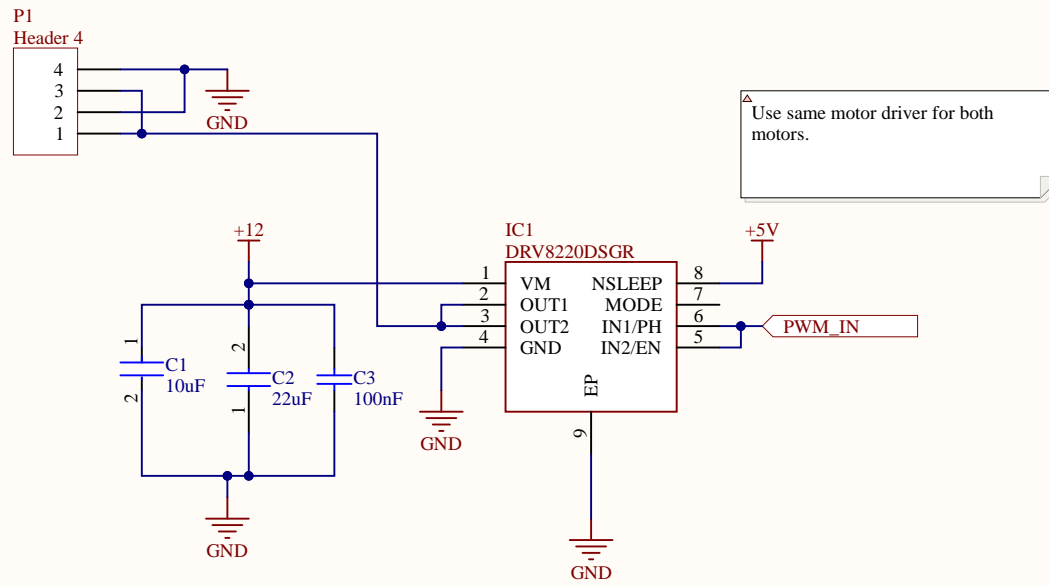 P1
Header 4
4
3
2
1
GND
Use same motor driver for both
motors.
+12
IC1
DRV8220DSGR
+5V
1 VM NSLEEP 8
2 OUT1 MODE 7
3 OUT2 IN1/PH 6
4 GND IN2/EN 5
PWM_IN
EP
9
1
2
C1
10uF
2
1
C2
22uF
C3
100nF
GND
GND
GND